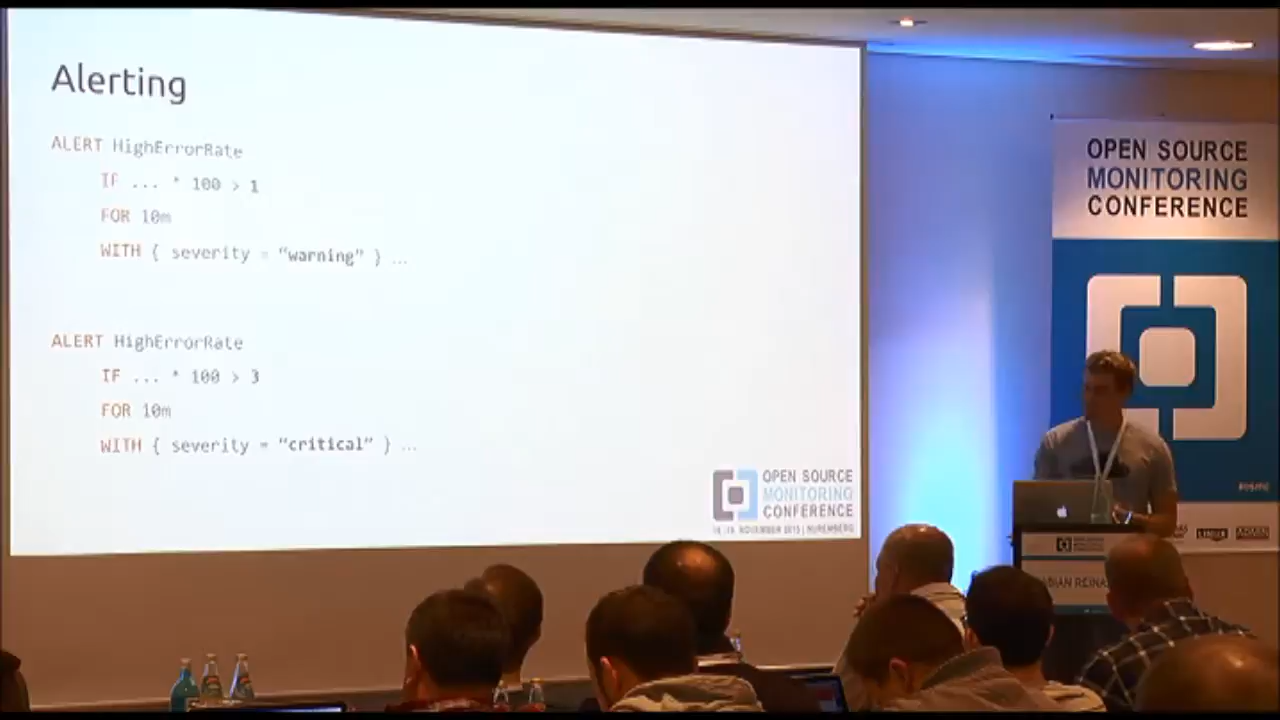 Alerting
ALERT HighErrorRate
IF ... * 100 > 1
FOR 10m
WITH { severity = “warning” } ...
ALERT HighErrorRate
IF ... * 100 > 3
FOR 10m
WITH { severity = “critical” } ...
OPEN SOURCE
MONITORING
CONFERENCE
NOVEMBER 2015 | NUREMBERG
OPEN SOURCE
MONITORING
CONFERENCE
#osmc